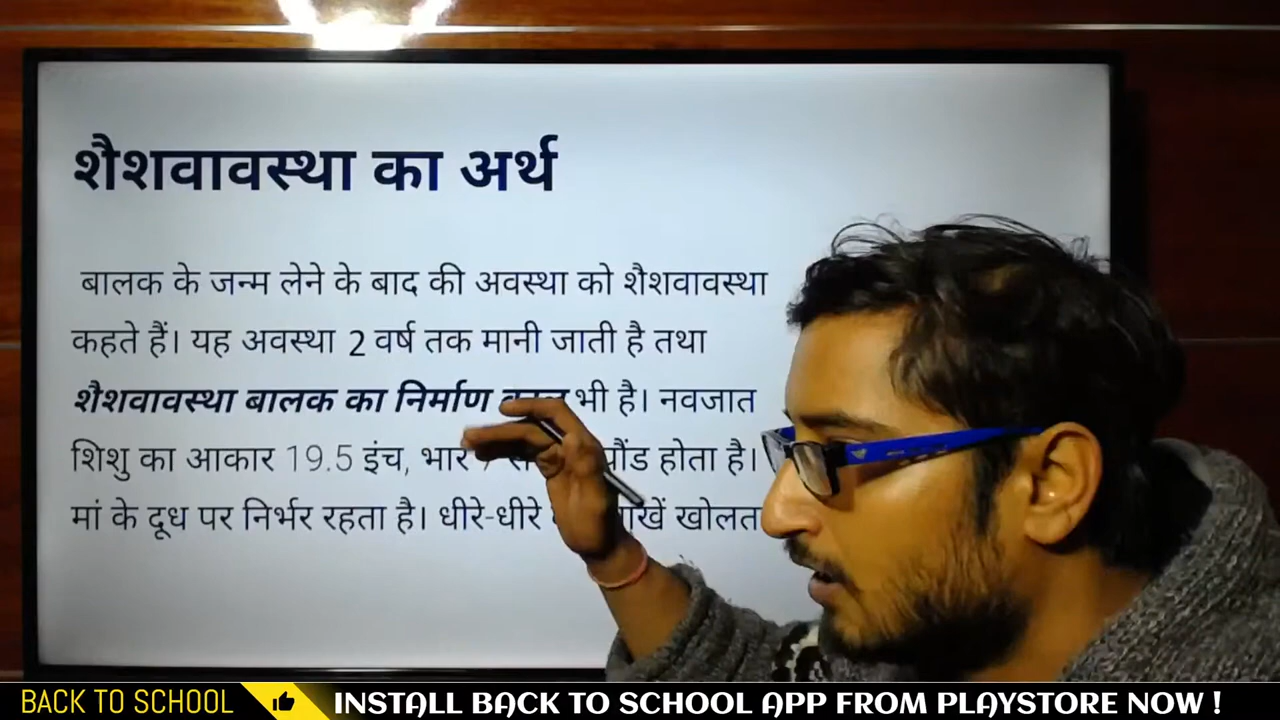 शैशवावस्था का अर्थ
बालक के जन्म लेने के बाद की अवस्था को शैशवावस्था
कहते हैं। यह अवस्था 2 वर्ष तक मानी जाती है तथा
शैशवावस्था बालक का निर्माण काल भी है। नवजात
शिशु का आकार 19.5 इंच, भार होता है।
मां के दूध पर निर्भर रहता है। धीरे-धीरे
BACK TO SCHOOL INSTALL BACK TO SCHOOL APP FROM PLAYSTORE NOW !